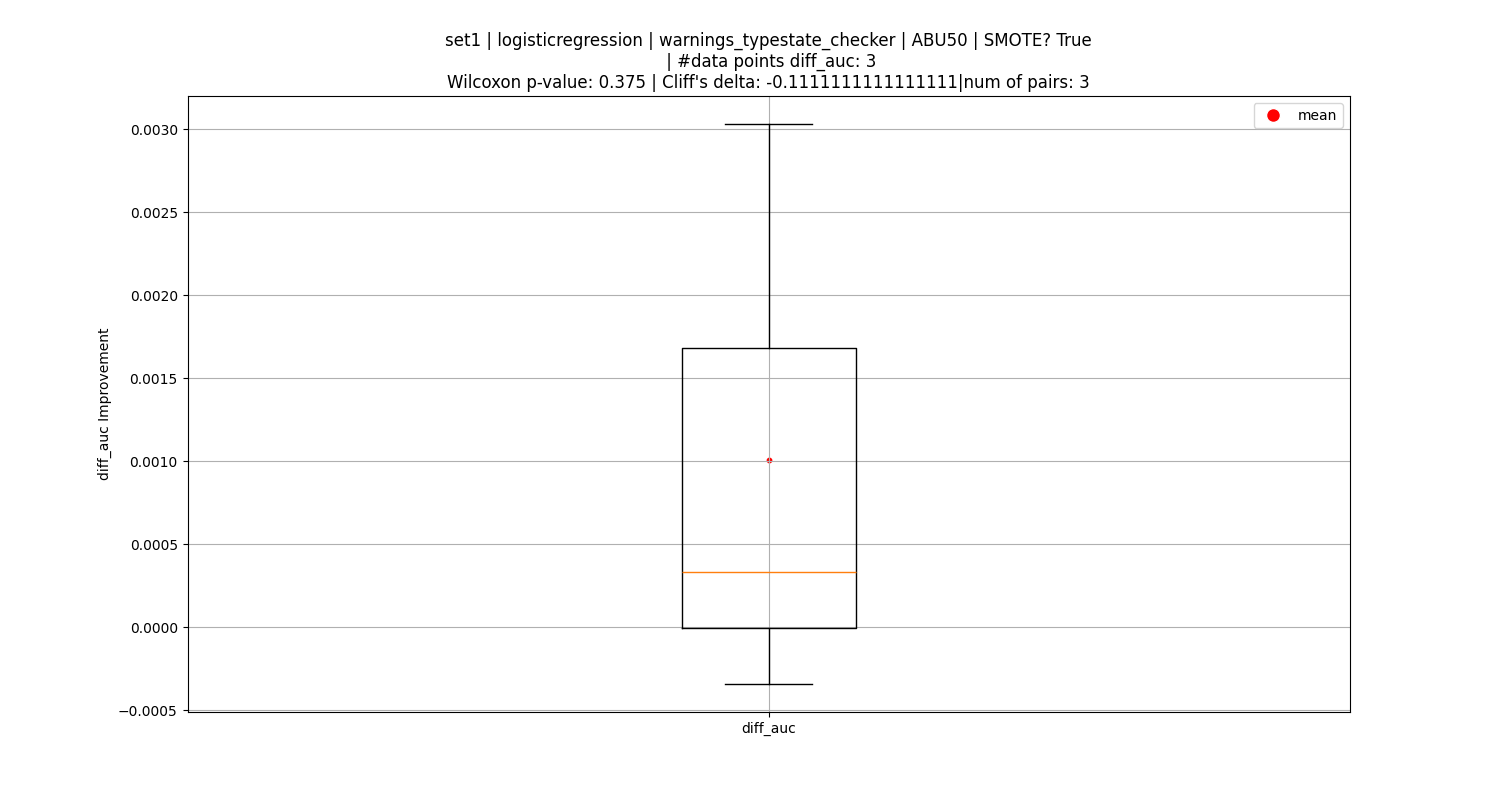 set1 | logisticregression | warnings_typestate_checker | ABU50 | SMOTE? True
| #data points diff_auc: 3
Wilcoxon p-value: 0.375 | Cliff's delta: -0.1111111111111111|num of pairs: 3
mean
0.0030
0.0025
0.0020
0.0015
0.0010
0.0005
0.0000
−0.0005
diff_auc Improvement
diff_auc